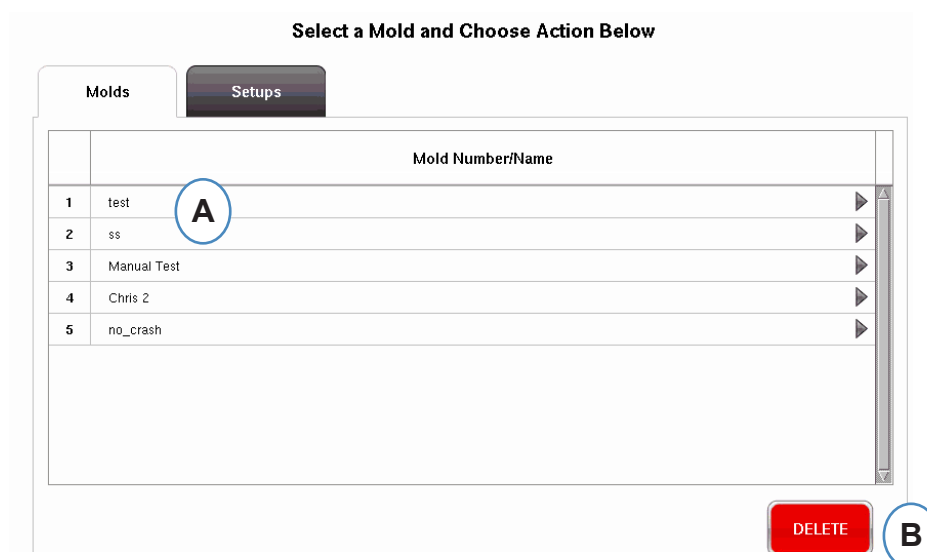 Select a Mold and Choose Action Below
Molds Setups
Mold Number/Name
1 test A
2 ss
3 Manual Test
4 Chris 2
5 no_crash
DELETE B